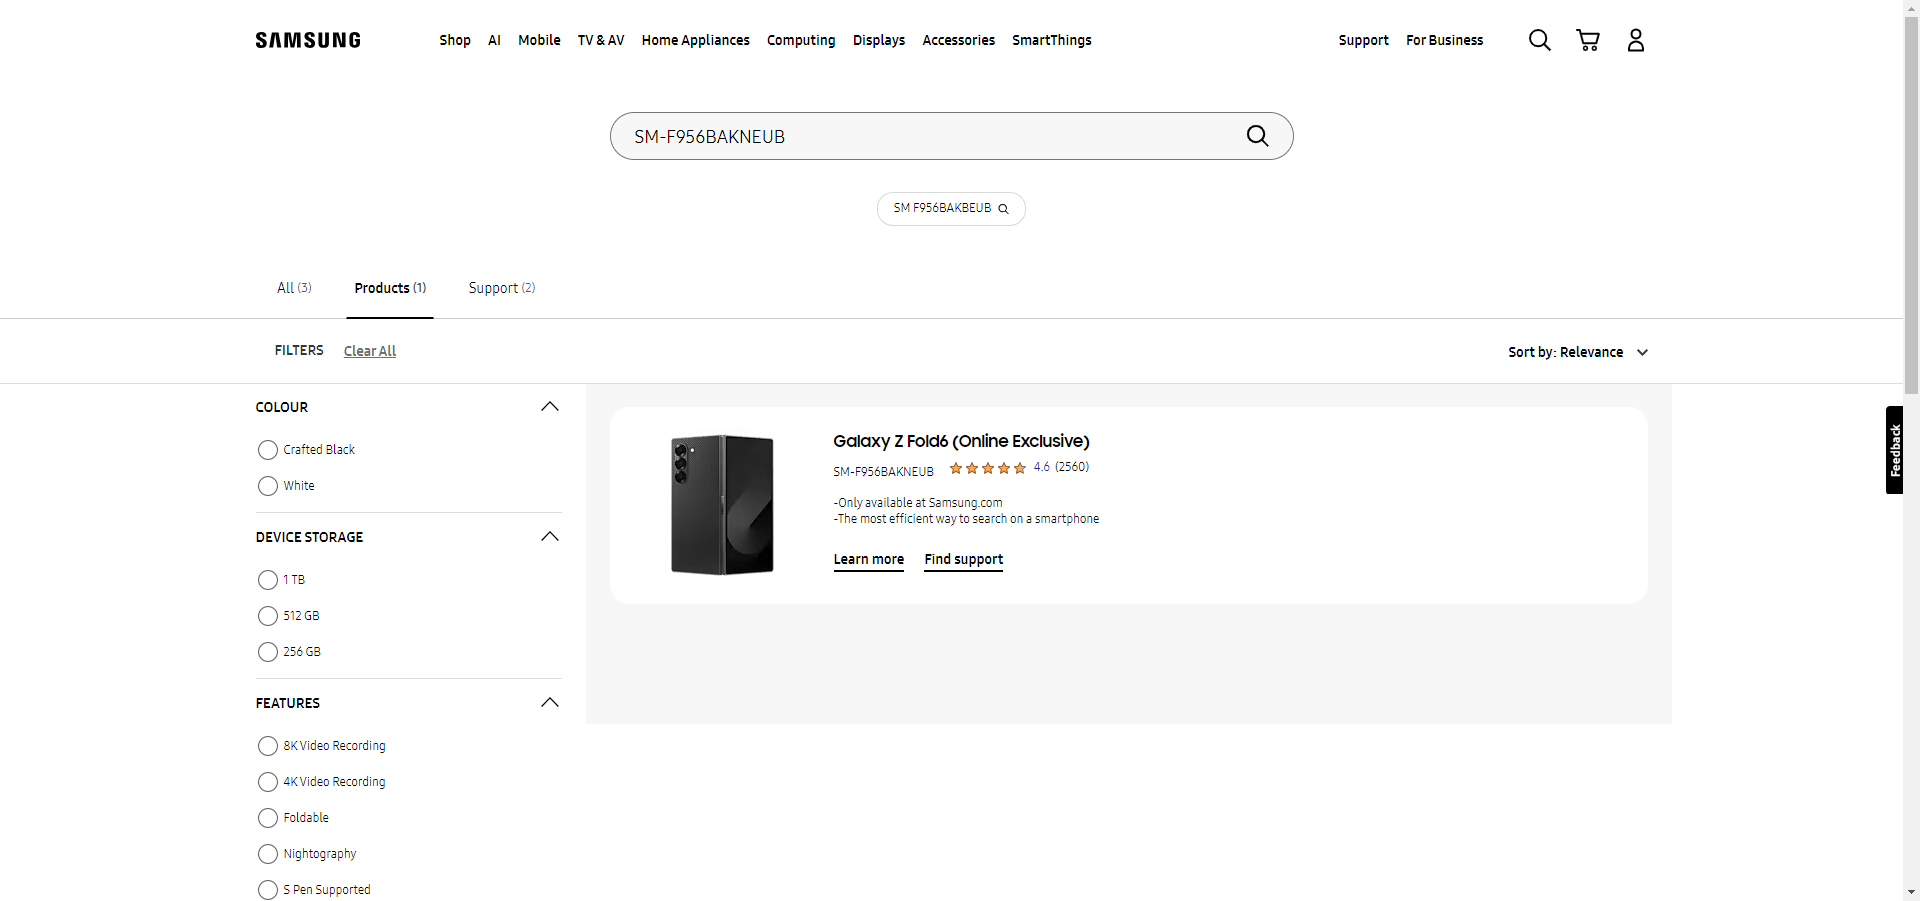 SAMSUNG
Shop AI Mobile TV & AV Home Appliances Computing Displays Accessories SmartThings Support For Business
SM-F956BAKNEUB
SM F956BAKBEUB
All (3) Products (1) Support (2)
FILTERS Clear All
Sort by: Relevance
COLOUR
Crafted Black
White
DEVICE STORAGE
1 TB
512 GB
256 GB
FEATURES
8K Video Recording
4K Video Recording
Foldable
Nightography
S Pen Supported
Galaxy Z Fold6 (Online Exclusive)
SM-F956BAKNEUB 4.6 (2560)
-Only available at Samsung.com
-The most efficient way to search on a smartphone
Learn more Find support
Feedback